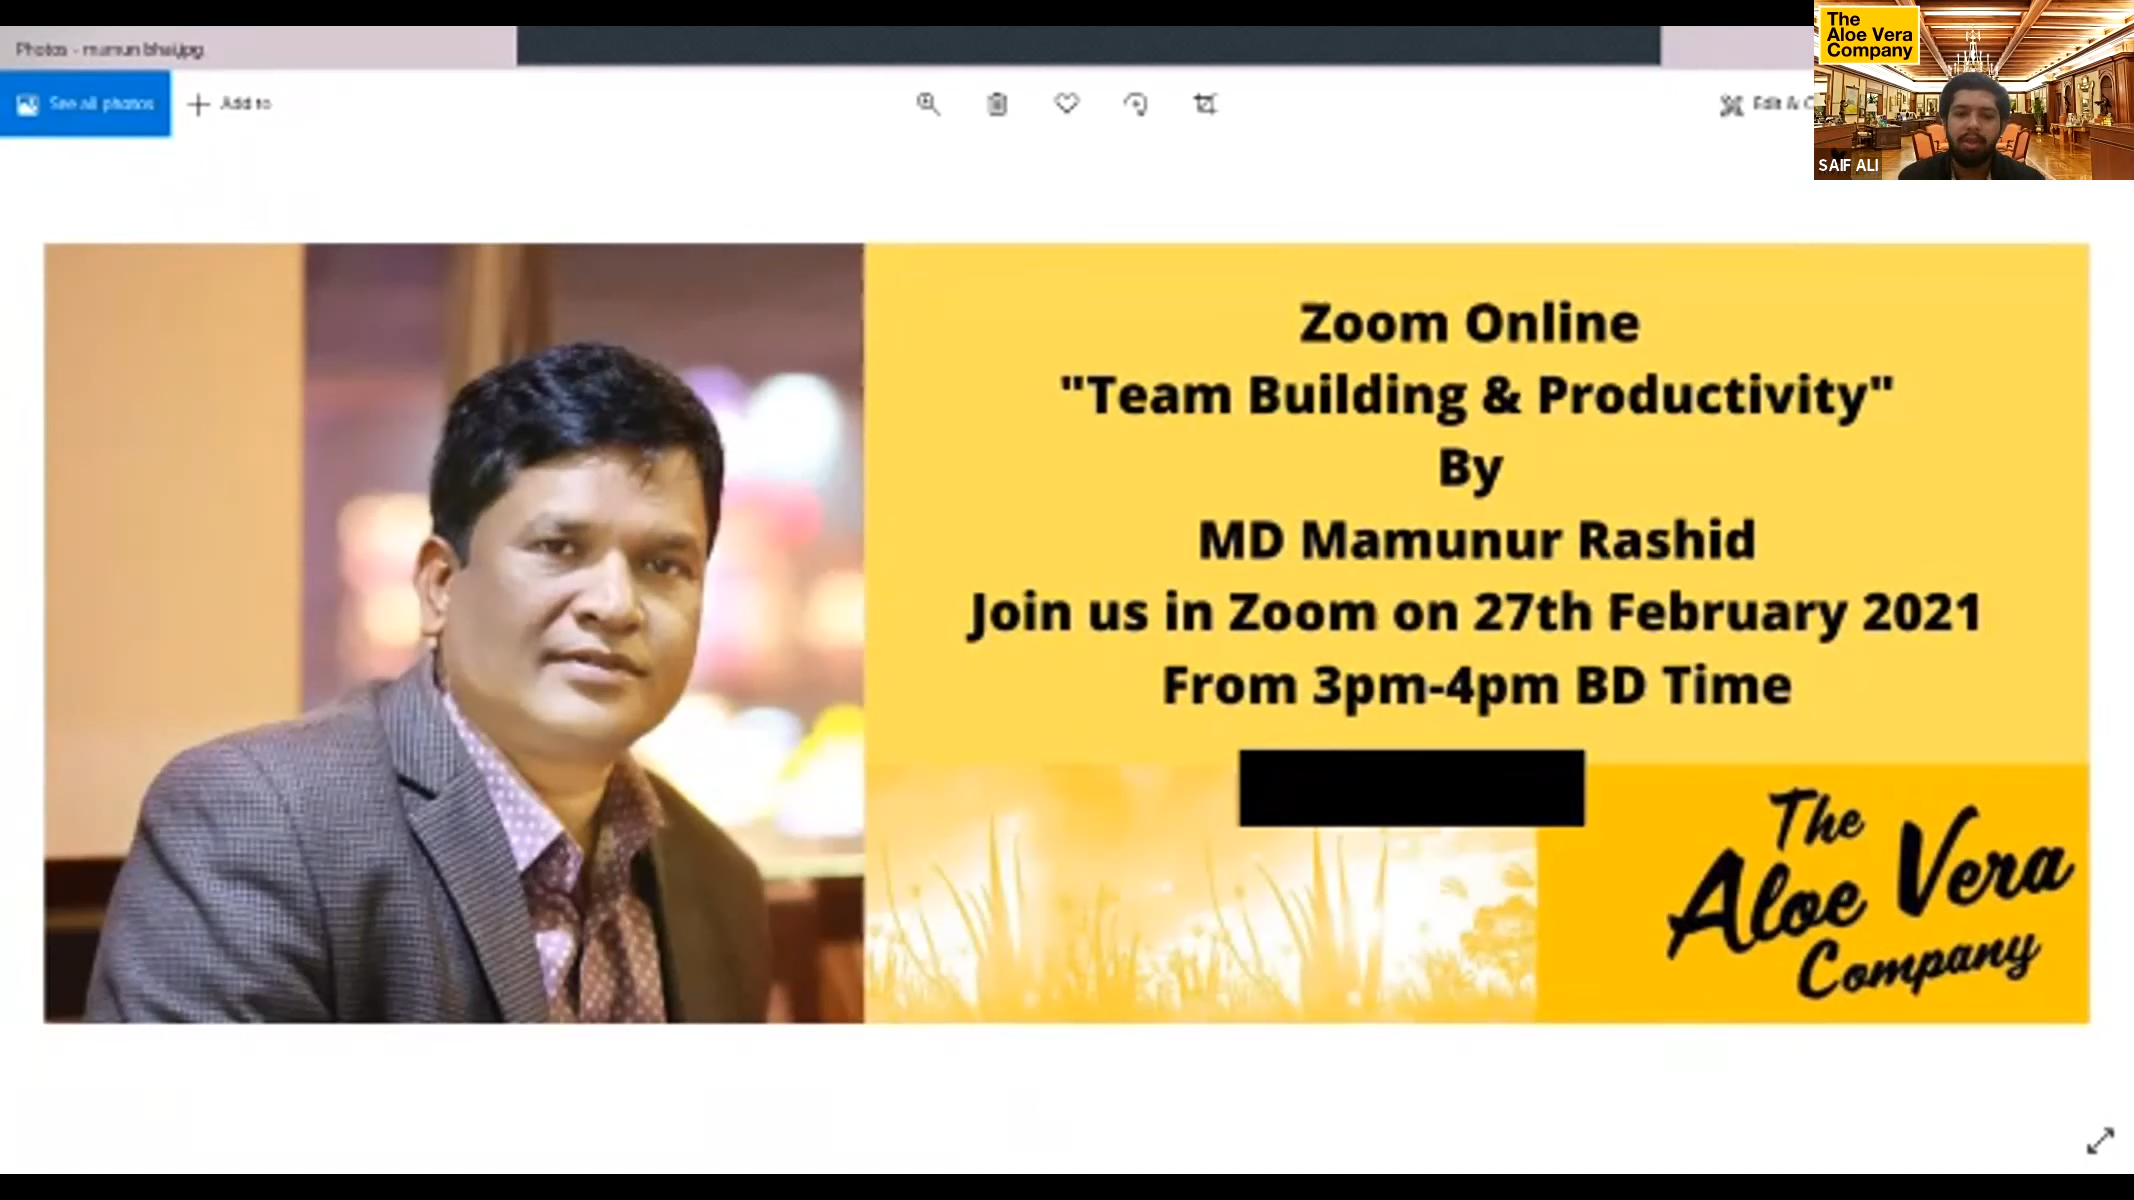 Photos - mamun bhai.jpg
See all photos
Add to
Edit & C
The
Aloe Vera
Company
SAIF ALI
Zoom Online
"Team Building & Productivity"
By
MD Mamunur Rashid
Join us in Zoom on 27th February 2021
From 3pm-4pm BD Time
The
Aloe Vera
Company